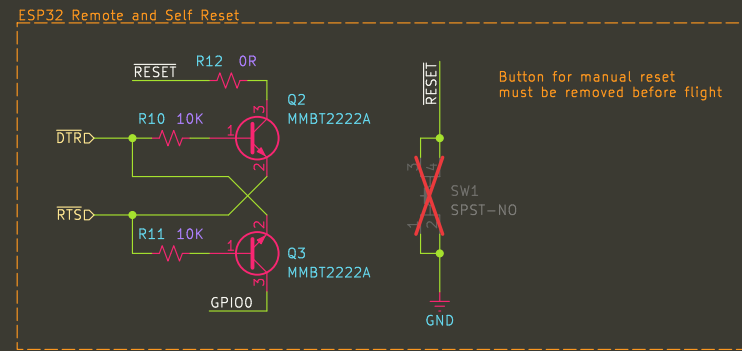 ESP32 Remote and Self Reset
R12 0R
RESET
3
Q2
MMBT2222A
R10 10K
1
DTR
2
RTS
R11 10K
2
1
Q3
MMBT2222A
3
GPIO0
RESET
Button for manual reset
must be removed before flight
3 4
SW1
SPST-NO
1 2
GND